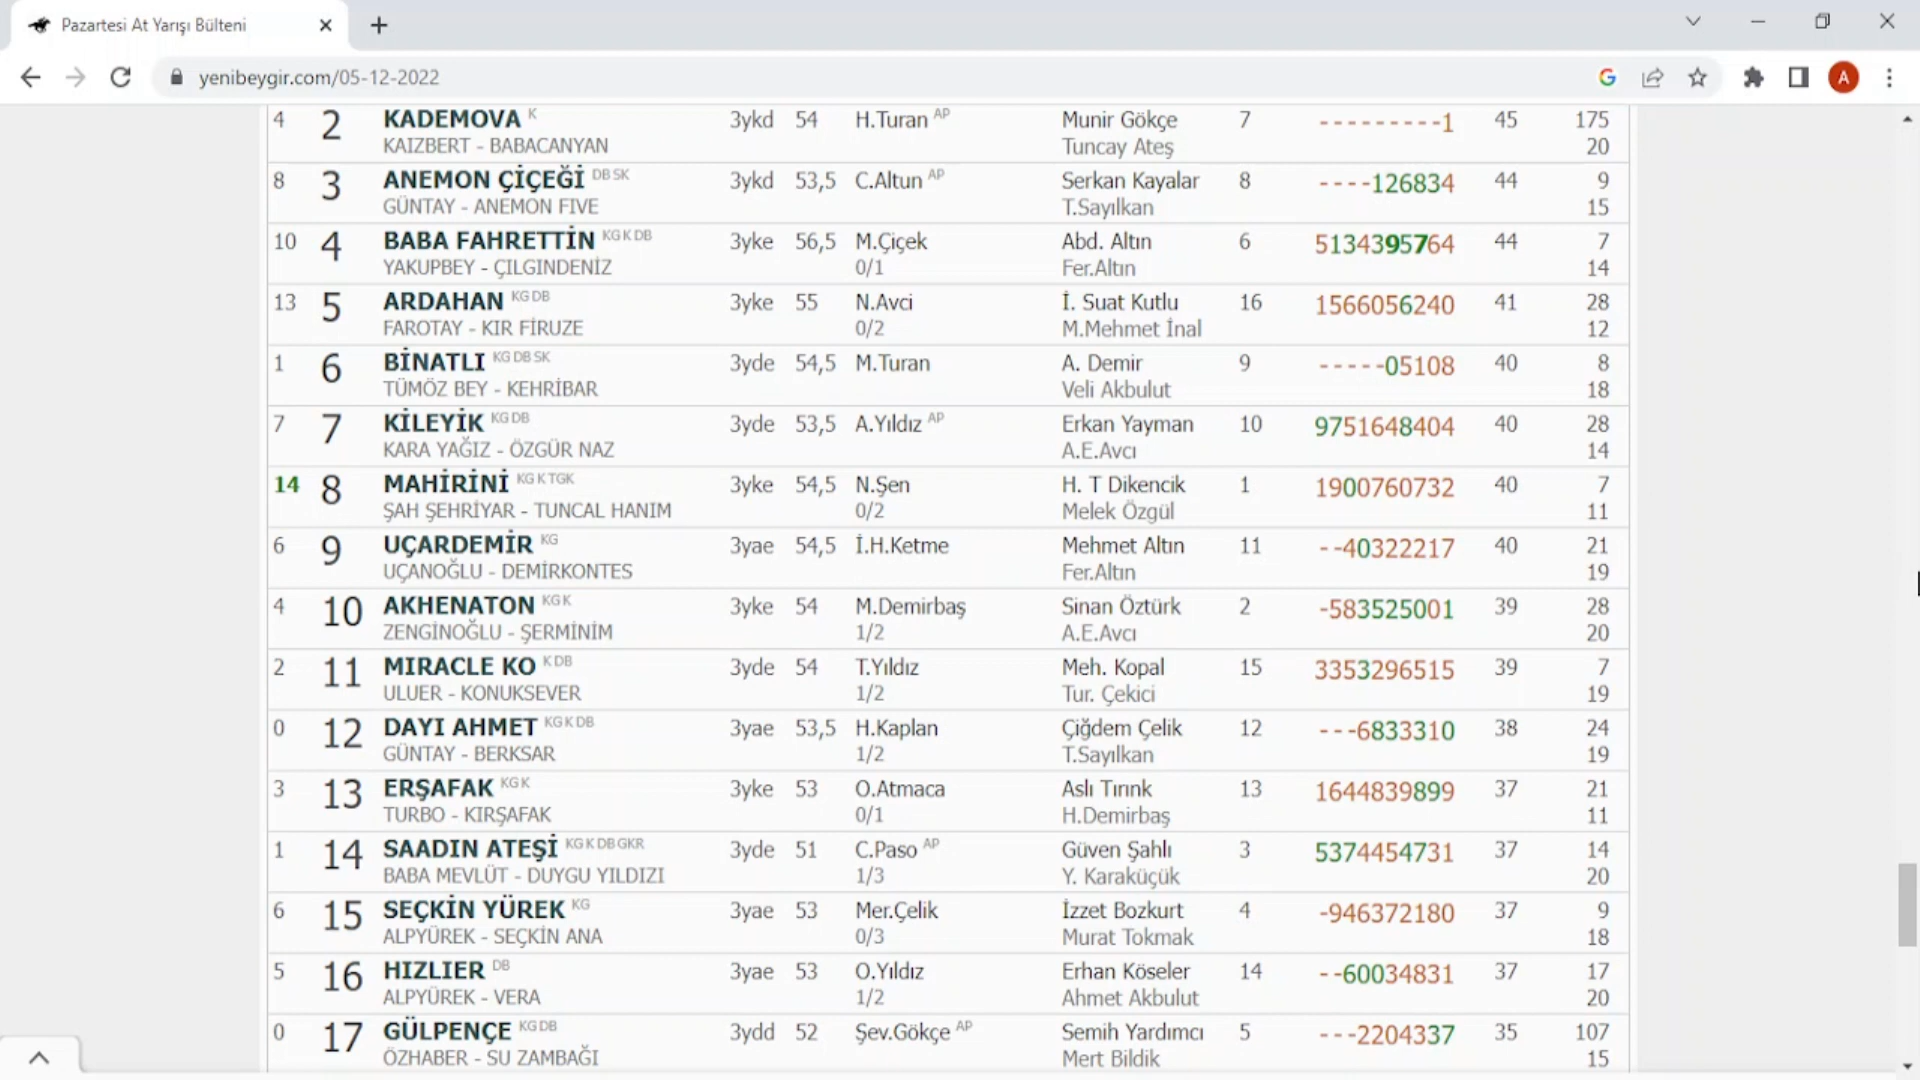 Pazartesi At Yarışı Bülteni
yenibeygir.com/05-12-2022
A
4 2 KADEMOVA K 3ykd 54 H.Turan AP Munir Gökçe 7 ---------1 45 175
KAIZBERT - BABACANYAN Tuncay Ateş 20
8 3 ANEMON ÇİÇEĞİ DB SK 3ykd 53,5 C.Altun AP Serkan Kayalar 8 ----126834 44 9
GÜNTAY - ANEMON FIVE T.Sayılkan 15
10 4 BABA FAHRETTİN KG K DB 3yke 56,5 M.Çiçek Abd. Altın 6 5134395764 44 7
YAKUPBEY - ÇILGINDENİZ 0/1 Fer.Altın 14
13 5 ARDAHAN KG DB 3yke 55 N.Avci İ. Suat Kutlu 16 1566056240 41 28
FAROTAY - KIR FİRUZE 0/2 M.Mehmet İnal 12
1 6 BİNATLI KG DB SK 3yde 54,5 M.Turan A. Demir 9 -----05108 40 8
TÜMÖZ BEY - KEHRİBAR Veli Akbulut 18
7 7 KİLEYİK KG DB 3yde 53,5 A.Yıldız AP Erkan Yayman 10 9751648404 40 28
KARA YAĞIZ - ÖZGÜR NAZ A.E.Avcı 14
14 8 MAHİRİNİ KG K TGK 3yke 54,5 N.Şen H. T Dikencik 1 1900760732 40 7
ŞAH ŞEHRİYAR - TUNCAL HANIM 0/2 Melek Özgül 11
6 9 UÇARDEMİR KG 3yae 54,5 İ.H.Ketme Mehmet Altın 11 --40322217 40 21
UÇANOĞLU - DEMİRKONTES Fer.Altın 19
4 10 AKHENATON KG K 3yke 54 M.Demirbaş Sinan Öztürk 2 -583525001 39 28
ZENGİNOĞLU - ŞERMİNİM 1/2 A.E.Avcı 20
2 11 MIRACLE KO K DB 3yde 54 T.Yıldız Meh. Kopal 15 3353296515 39 7
ULUER - KONUKSEVER 1/2 Tur. Çekici 19
0 12 DAYI AHMET KG K DB 3yae 53,5 H.Kaplan Çiğdem Çelik 12 ---6833310 38 24
GÜNTAY - BERKSAR 1/2 T.Sayılkan 19
3 13 ERŞAFAK KG K 3yke 53 O.Atmaca Aslı Tırınk 13 1644839899 37 21
TURBO - KIRŞAFAK 0/1 H.Demirbaş 11
1 14 SAADIN ATEŞİ KG K DB GKR 3yde 51 C.Paso AP Güven Şahlı 3 5374454731 37 14
BABA MEVLÜT - DUYGU YILDIZI 1/3 Y. Karaküçük 20
6 15 SEÇKİN YÜREK KG 3yae 53 Mer.Çelik İzzet Bozkurt 4 -946372180 37 9
ALPYÜREK - SEÇKİN ANA 0/3 Murat Tokmak 18
5 16 HIZLIER DB 3yae 53 O.Yıldız Erhan Köseler 14 --60034831 37 17
ALPYÜREK - VERA 1/2 Ahmet Akbulut 20
0 17 GÜLPENÇE KG DB 3ydd 52 Şev.Gökçe AP Semih Yardımcı 5 ---2204337 35 107
ÖZHABER - SU ZAMBAĞI Mert Bildik 15